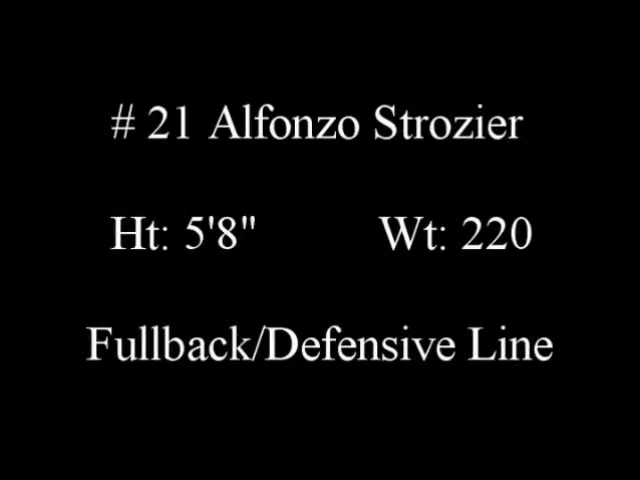 # 21 Alfonzo Strozier
Ht: 5'8" Wt: 220
Fullback/Defensive Line